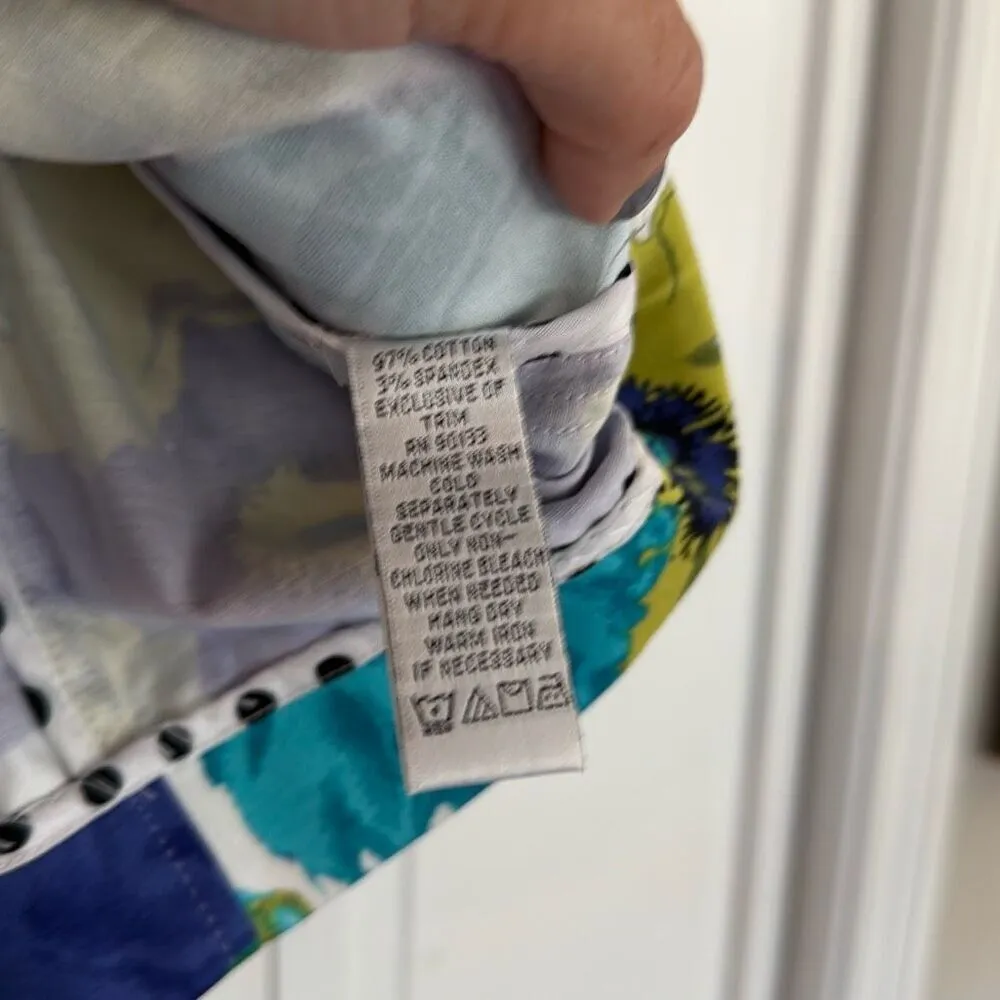 97% COTTON
3% SPANDEX
EXCLUSIVE OF
TRIM
RN 90133
MACHINE WASH
COLD
SEPARATELY
GENTLE CYCLE
ONLY NON-
CHLORINE BLEACH
WHEN NEEDED
HANG DRY
WARM IRON
IF NECESSARY